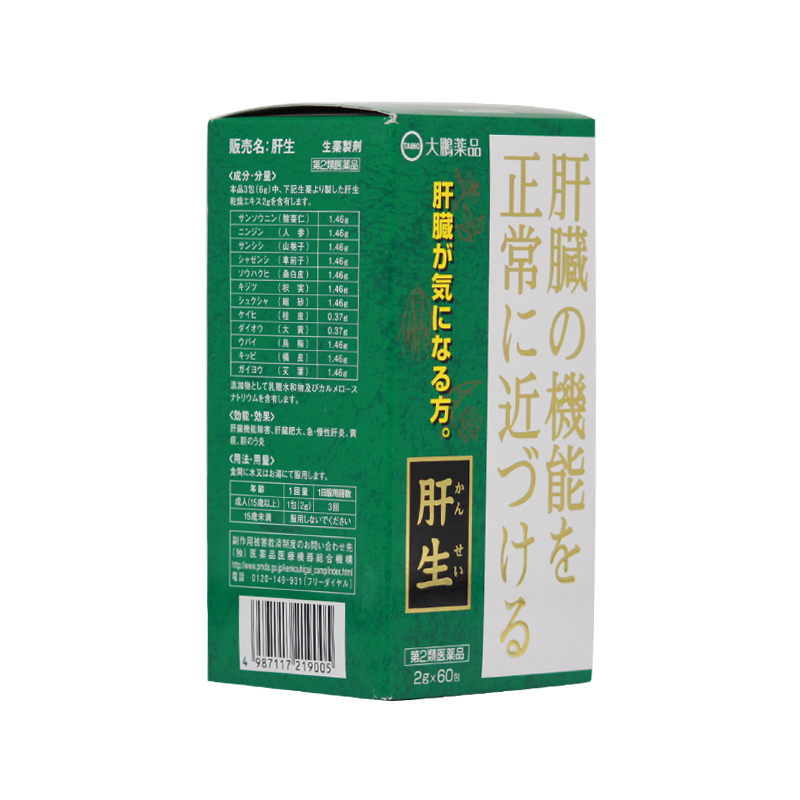 販売名：肝生 生薬製剤
第2類医薬品
〈成分・分量〉
本品3包(6g)中、下記生薬より製した肝生
乾燥エキス2gを含有します。
サンソウニン(酸棗仁) 1.46g
ニンジン(人参) 1.46g
サンシシ(山梔子) 1.46g
シャゼンシ(車前子) 1.46g
ソウハクヒ(桑白皮) 1.46g
キジツ(枳実) 1.46g
シュクシャ(縮砂) 1.46g
ケイヒ(桂皮) 0.37g
ダイオウ(大黄) 0.37g
ウバイ(烏梅) 1.46g
キッピ(橘皮) 1.46g
ガイヨウ(艾葉) 1.46g
添加物として乳糖水和物及びカルメロース
ナトリウムを含有します。
〈効能・効果〉
肝臓機能障害、肝臓肥大、急・慢性肝炎、黄
疸、胆のう炎
〈用法・用量〉
食間に水又はお湯にて服用します。
年齢 1回量 1日服用回数
成人(15歳以上) 1包(2g) 3回
15歳未満 服用しないでください
副作用被害救済制度のお問い合わせ先
(独)医薬品医療機器総合機構
http://www.pmda.go.jp/kenkouhigai_camp/index.html
電話 0120-149-931(フリーダイヤル)
4 987117 219005
TAIHO 大鵬薬品
肝臓が気になる方。
肝生
かん せい
第2類医薬品
2g×60包
肝臓の機能を
正常に近づける